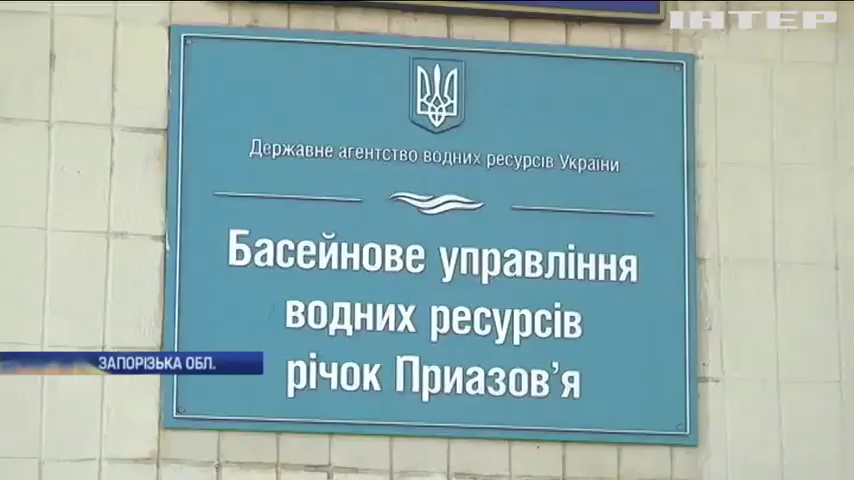 ІНТЕР
Державне агентство водних ресурсів України
Басейнове управління
водних ресурсів
річок Приазов'я
ЗАПОРІЗЬКА ОБЛ.